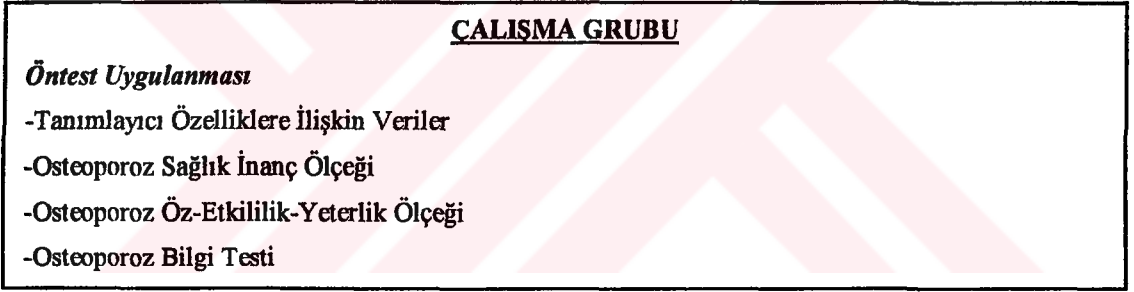 ÇALIŞMA GRUBU
Öntest Uygulanması
-Tanımlayıcı Özelliklere İlişkin Veriler
-Osteoporoz Sağlık İnanç Ölçeği
-Osteoporoz Öz-Etkililik-Yeterlik Ölçeği
-Osteoporoz Bilgi Testi